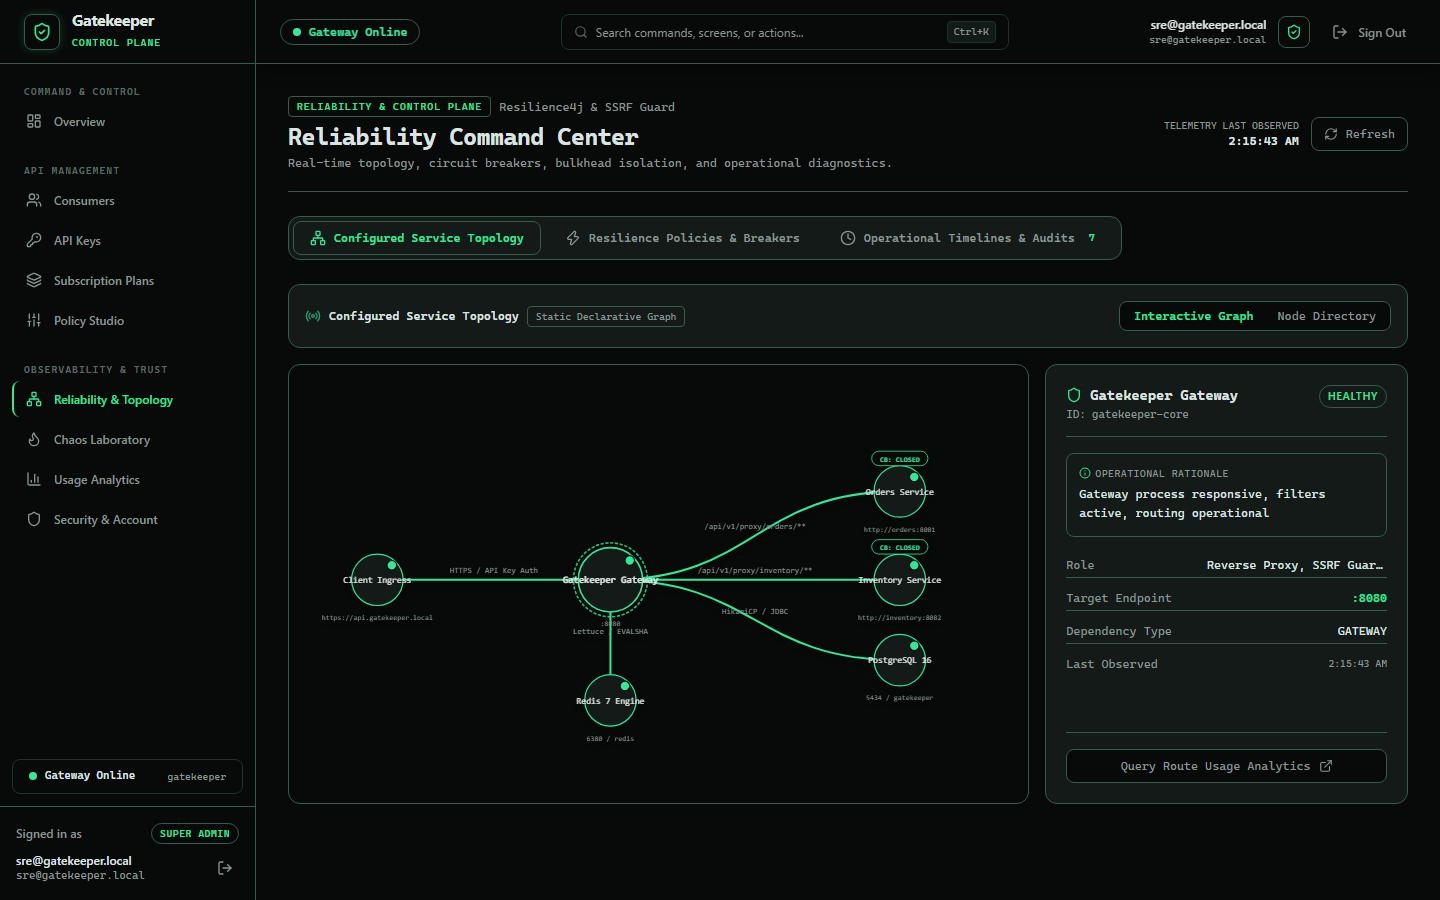 Gatekeeper
CONTROL PLANE
Gateway Online
Search commands, screens, or actions...
Ctrl+K
sre@gatekeeper.local
sre@gatekeeper.local
Sign Out
COMMAND & CONTROL
Overview
API MANAGEMENT
Consumers
API Keys
Subscription Plans
Policy Studio
OBSERVABILITY & TRUST
Reliability & Topology
Chaos Laboratory
Usage Analytics
Security & Account
Gateway Online gatekeeper
Signed in as SUPER ADMIN
sre@gatekeeper.local
sre@gatekeeper.local
RELIABILITY & CONTROL PLANE Resilience4j & SSRF Guard
Reliability Command Center
Real-time topology, circuit breakers, bulkhead isolation, and operational diagnostics.
TELEMETRY LAST OBSERVED
2:15:43 AM
Refresh
Configured Service Topology
Resilience Policies & Breakers
Operational Timelines & Audits 7
Configured Service Topology Static Declarative Graph
Interactive Graph Node Directory
CB: CLOSED
Orders Service
http://orders:8081
/api/v1/proxy/orders/**
CB: CLOSED
HTTPS / API Key Auth
/api/v1/proxy/inventory/**
Client Ingress
Gatekeeper Gateway
Inventory Service
https://api.gatekeeper.local
http://inventory:8082
HikariCP / JDBC
:8080
Lettuce / EVALSHA
PostgreSQL 16
5434 / gatekeeper
Redis 7 Engine
6380 / redis
Gatekeeper Gateway
HEALTHY
ID: gatekeeper-core
OPERATIONAL RATIONALE
Gateway process responsive, filters
active, routing operational
Role Reverse Proxy, SSRF Guar…
Target Endpoint :8080
Dependency Type GATEWAY
Last Observed 2:15:43 AM
Query Route Usage Analytics